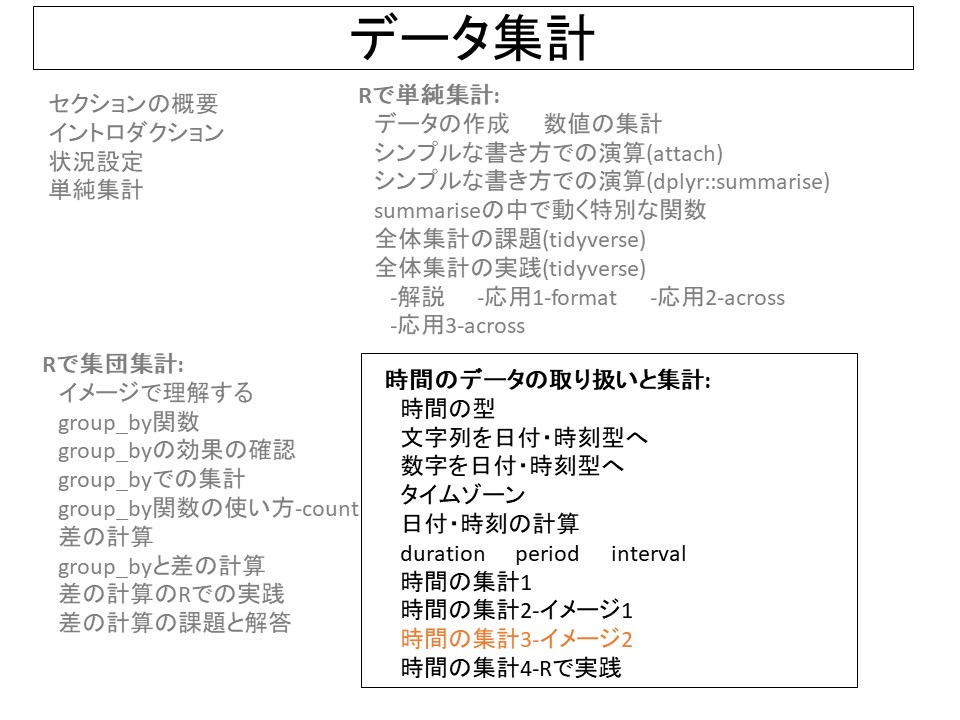 データ集計
セクションの概要
イントロダクション
状況設定
単純集計
Rで単純集計:
データの作成 数値の集計
シンプルな書き方での演算(attach)
シンプルな書き方での演算(dplyr::summarise)
summariseの中で動く特別な関数
全体集計の課題(tidyverse)
全体集計の実践(tidyverse)
-解説 -応用1-format -応用2-across
-応用3-across
Rで集団集計:
イメージで理解する
group_by関数
group_byの効果の確認
group_byでの集計
group_by関数の使い方-count
差の計算
group_byと差の計算
差の計算のRでの実践
差の計算の課題と解答
時間のデータの取り扱いと集計:
時間の型
文字列を日付・時刻型へ
数字を日付・時刻型へ
タイムゾーン
日付・時刻の計算
duration period interval
時間の集計1
時間の集計2-イメージ1
時間の集計3-イメージ2
時間の集計4-Rで実践